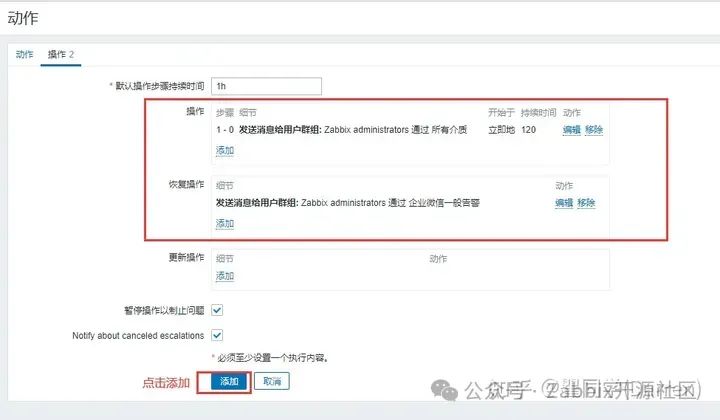 动作
动作 操作 2
* 默认操作步骤持续时间 1h
操作 步骤 细节 开始于 持续时间 动作
1 - 0 发送消息给用户群组: Zabbix administrators 通过 所有介质 立即地 120 编辑 移除
添加
恢复操作 细节 动作
发送消息给用户群组: Zabbix administrators 通过 企业微信一般告警 编辑 移除
添加
更新操作 细节 动作
添加
暂停操作以制止问题
Notify about canceled escalations
* 必须至少设置一个执行内容。
点击添加 添加 取消
公众号 · Zabbix开源社区